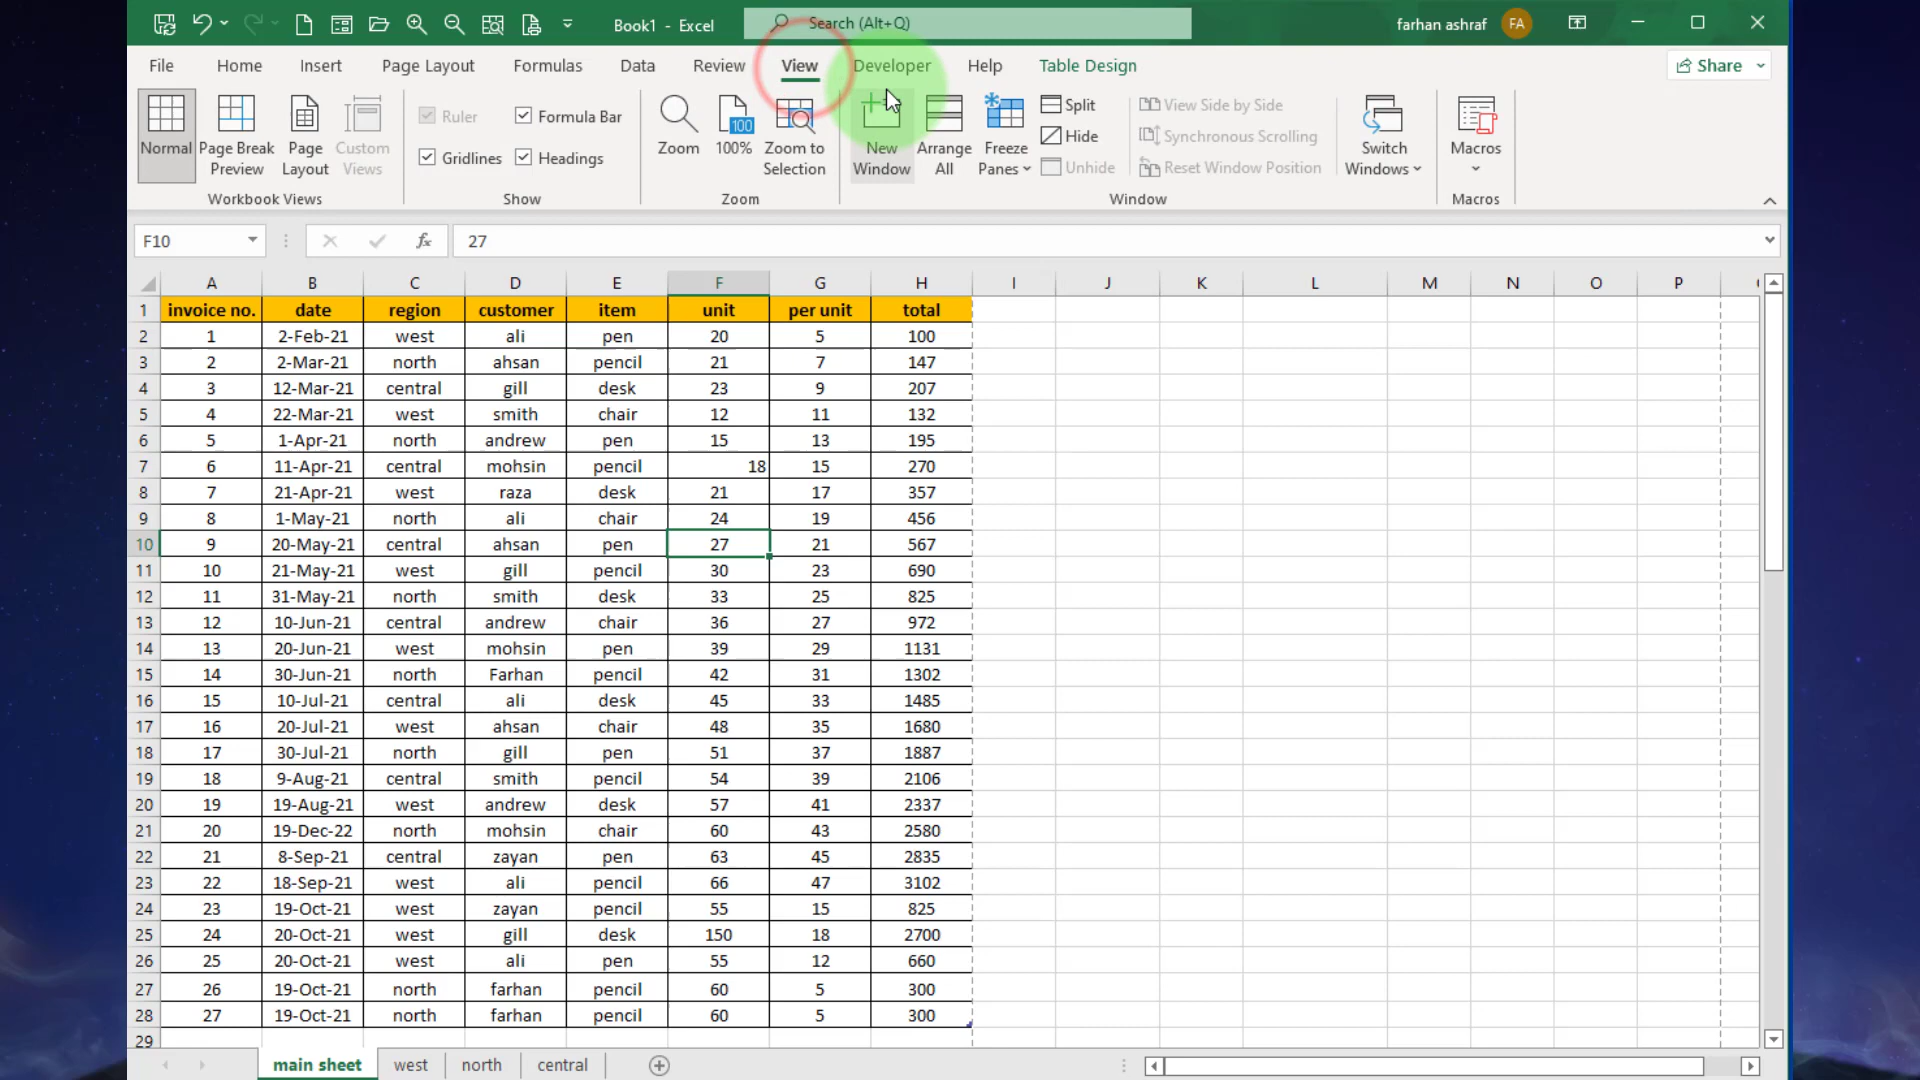 Book1 - Excel
Search (Alt+Q)
farhan ashraf
FA
File Home Insert Page Layout Formulas Data Review View Developer Help Table Design Share
Normal
Page Break Preview
Page Layout
Custom Views
Workbook Views
Ruler
Formula Bar
Gridlines
Headings
Show
Zoom
100
100%
Zoom to Selection
Zoom
New Window
Arrange All
Freeze Panes
Split
Hide
Unhide
View Side by Side
Synchronous Scrolling
Reset Window Position
Window
Switch Windows
Macros
Macros
F10 fx 27
A B C D E F G H I J K L M N O P
1 invoice no. date region customer item unit per unit total
2 1 2-Feb-21 west ali pen 20 5 100
3 2 2-Mar-21 north ahsan pencil 21 7 147
4 3 12-Mar-21 central gill desk 23 9 207
5 4 22-Mar-21 west smith chair 12 11 132
6 5 1-Apr-21 north andrew pen 15 13 195
7 6 11-Apr-21 central mohsin pencil 18 15 270
8 7 21-Apr-21 west raza desk 21 17 357
9 8 1-May-21 north ali chair 24 19 456
10 9 20-May-21 central ahsan pen 27 21 567
11 10 21-May-21 west gill pencil 30 23 690
12 11 31-May-21 north smith desk 33 25 825
13 12 10-Jun-21 central andrew chair 36 27 972
14 13 20-Jun-21 west mohsin pen 39 29 1131
15 14 30-Jun-21 north Farhan pencil 42 31 1302
16 15 10-Jul-21 central ali desk 45 33 1485
17 16 20-Jul-21 west ahsan chair 48 35 1680
18 17 30-Jul-21 north gill pen 51 37 1887
19 18 9-Aug-21 central smith pencil 54 39 2106
20 19 19-Aug-21 west andrew desk 57 41 2337
21 20 19-Dec-22 north mohsin chair 60 43 2580
22 21 8-Sep-21 central zayan pen 63 45 2835
23 22 18-Sep-21 west ali pencil 66 47 3102
24 23 19-Oct-21 west zayan pencil 55 15 825
25 24 20-Oct-21 west gill desk 150 18 2700
26 25 20-Oct-21 west ali pen 55 12 660
27 26 19-Oct-21 north farhan pencil 60 5 300
28 27 19-Oct-21 north farhan pencil 60 5 300
29
main sheet west north central